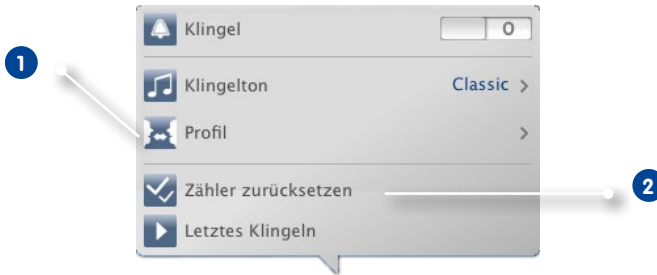 Klingel 0
1
Klingelton Classic >
Profil >
Zähler zurücksetzen
2
Letztes Klingeln